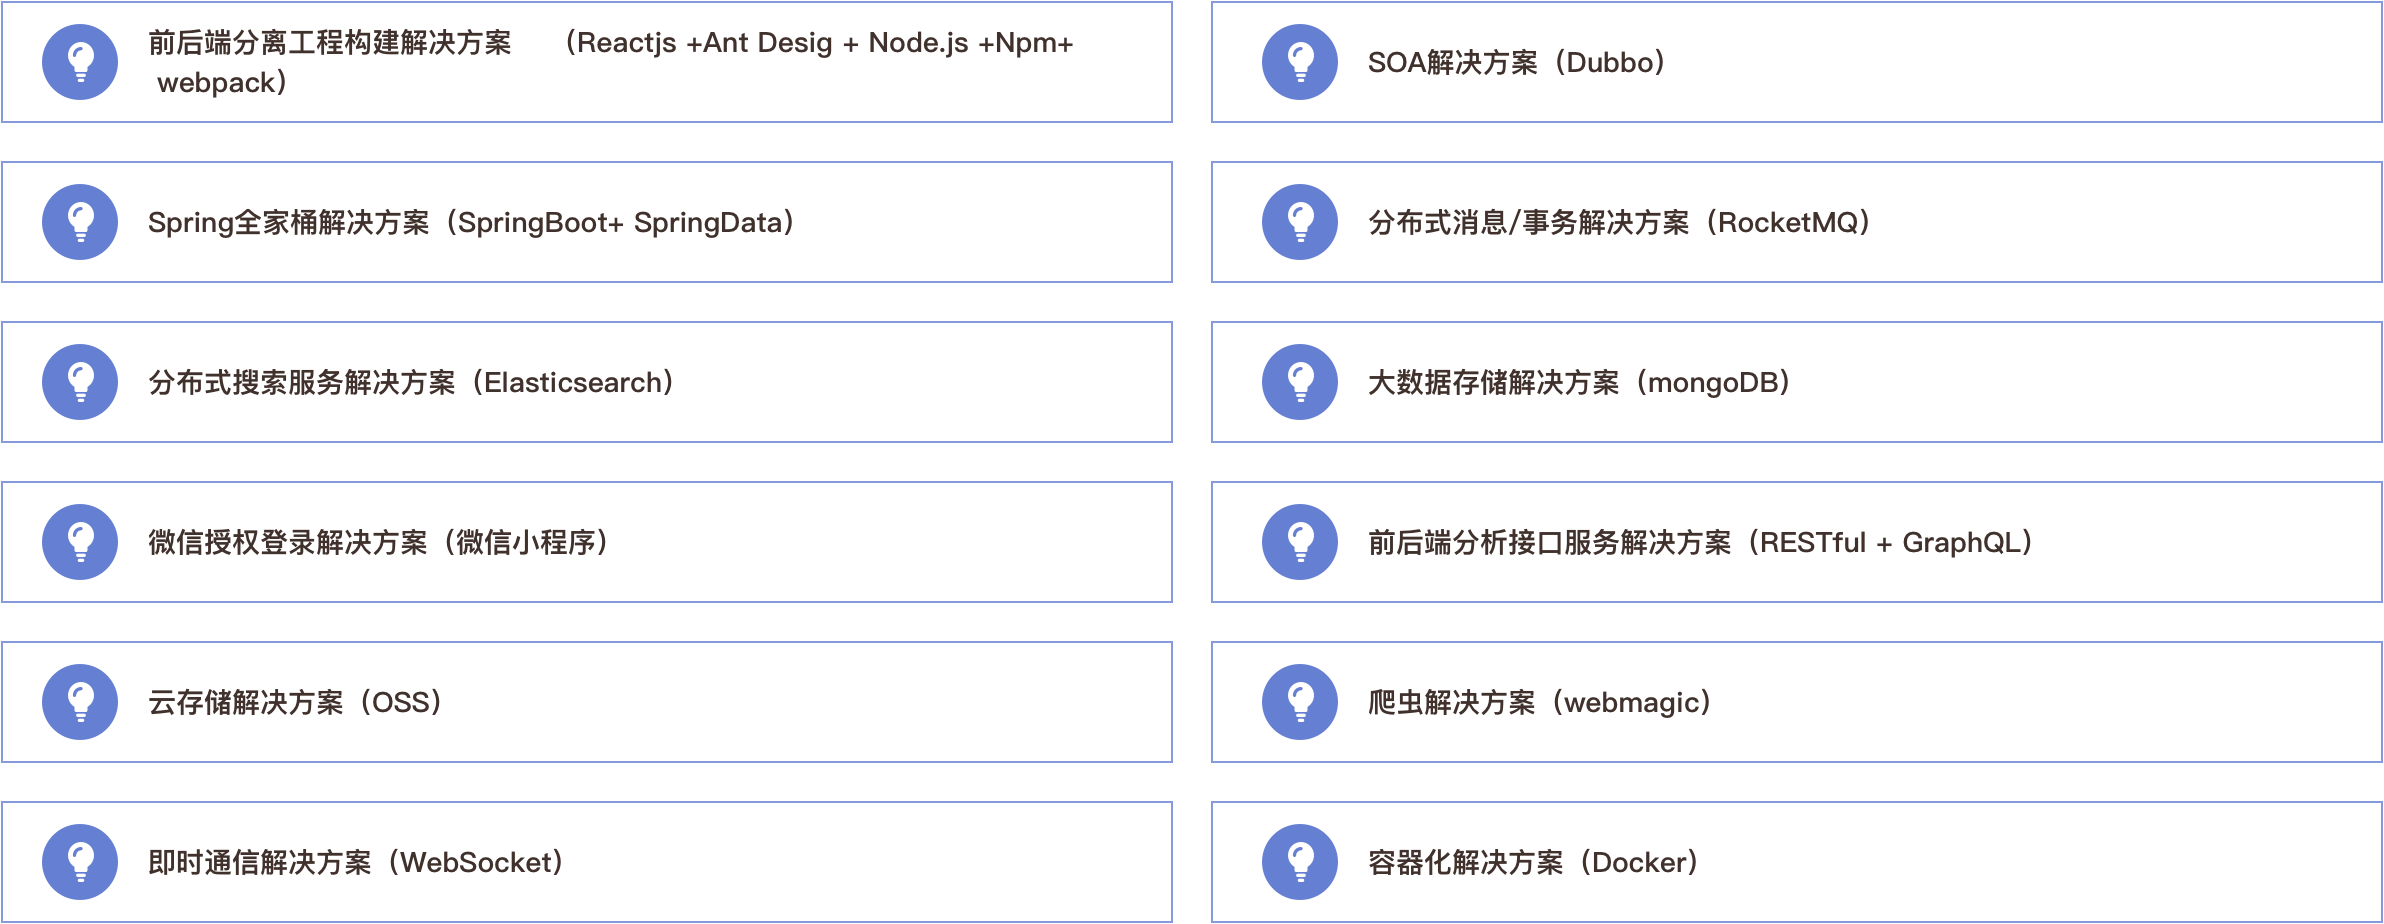 前后端分离工程构建解决方案 （Reactjs +Ant Desig + Node.js +Npm+
webpack）
SOA解决方案（Dubbo）
Spring全家桶解决方案（SpringBoot+ SpringData）
分布式消息/事务解决方案（RocketMQ）
分布式搜索服务解决方案（Elasticsearch）
大数据存储解决方案（mongoDB）
微信授权登录解决方案（微信小程序）
前后端分析接口服务解决方案（RESTful + GraphQL）
云存储解决方案（OSS）
爬虫解决方案（webmagic）
即时通信解决方案（WebSocket）
容器化解决方案（Docker）